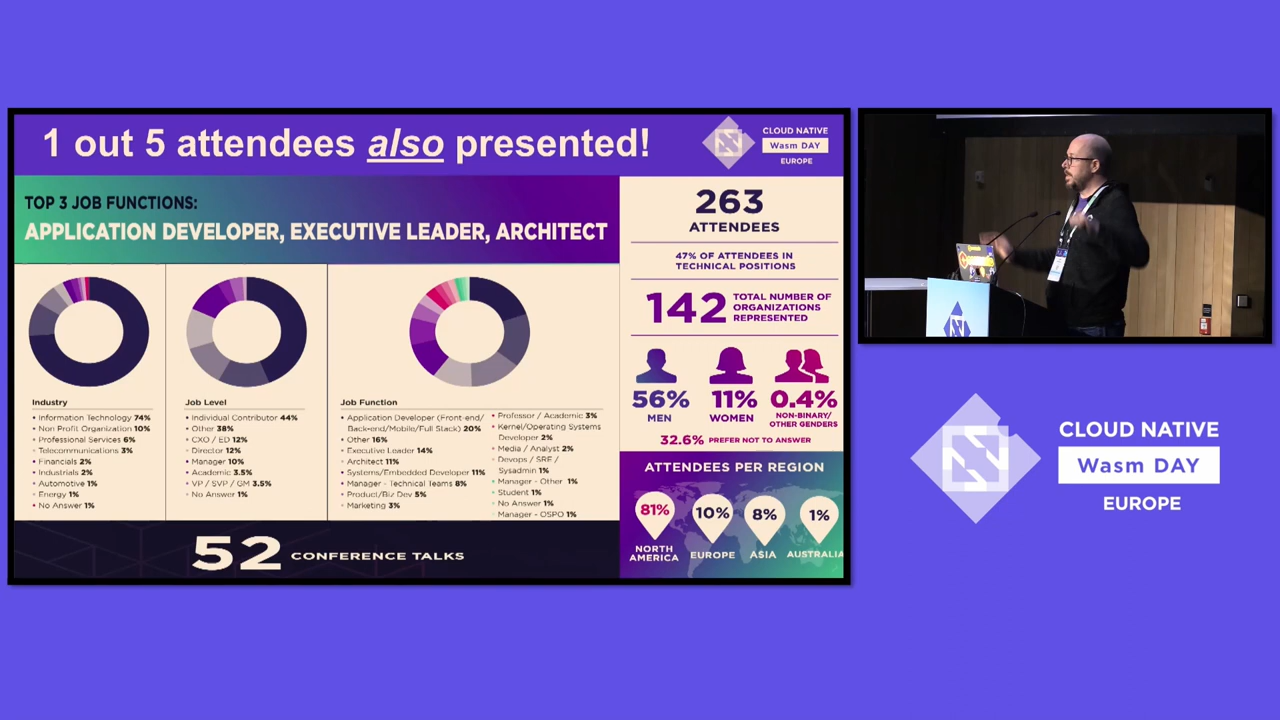 1 out 5 attendees also presented!
CLOUD NATIVE
Wasm DAY
EUROPE
TOP 3 JOB FUNCTIONS:
APPLICATION DEVELOPER, EXECUTIVE LEADER, ARCHITECT
Industry
• Information Technology 74%
• Non Profit Organization 10%
• Professional Services 6%
• Telecommunications 3%
• Financials 2%
• Industrials 2%
• Automotive 1%
• Energy 1%
• No Answer 1%
Job Level
• Individual Contributor 44%
• Other 38%
• CXO / ED 12%
• Director 12%
• Manager 10%
• Academic 3.5%
• VP / SVP / GM 3.5%
• No Answer 1%
Job Function
• Application Developer (Front-end/
Back-end/Mobile/Full Stack) 20%
• Other 16%
• Executive Leader 14%
• Architect 11%
• Systems/Embedded Developer 11%
• Manager - Technical Teams 8%
• Product/Biz Dev 5%
• Marketing 3%
• Professor / Academic 3%
• Kernel/Operating Systems
Developer 2%
• Media / Analyst 2%
• Devops / SRE /
Sysadmin 1%
• Manager - Other 1%
• Student 1%
• No Answer 1%
• Manager - OSPO 1%
52 CONFERENCE TALKS
263
ATTENDEES
47% OF ATTENDEES IN
TECHNICAL POSITIONS
142 TOTAL NUMBER OF
ORGANIZATIONS
REPRESENTED
56%
MEN
11%
WOMEN
0.4%
NON-BINARY/
OTHER GENDERS
32.6% PREFER NOT TO ANSWER
ATTENDEES PER REGION
81%
NORTH
AMERICA
10%
EUROPE
8%
ASIA
1%
AUSTRALIA
CLOUD NATIVE
Wasm DAY
EUROPE